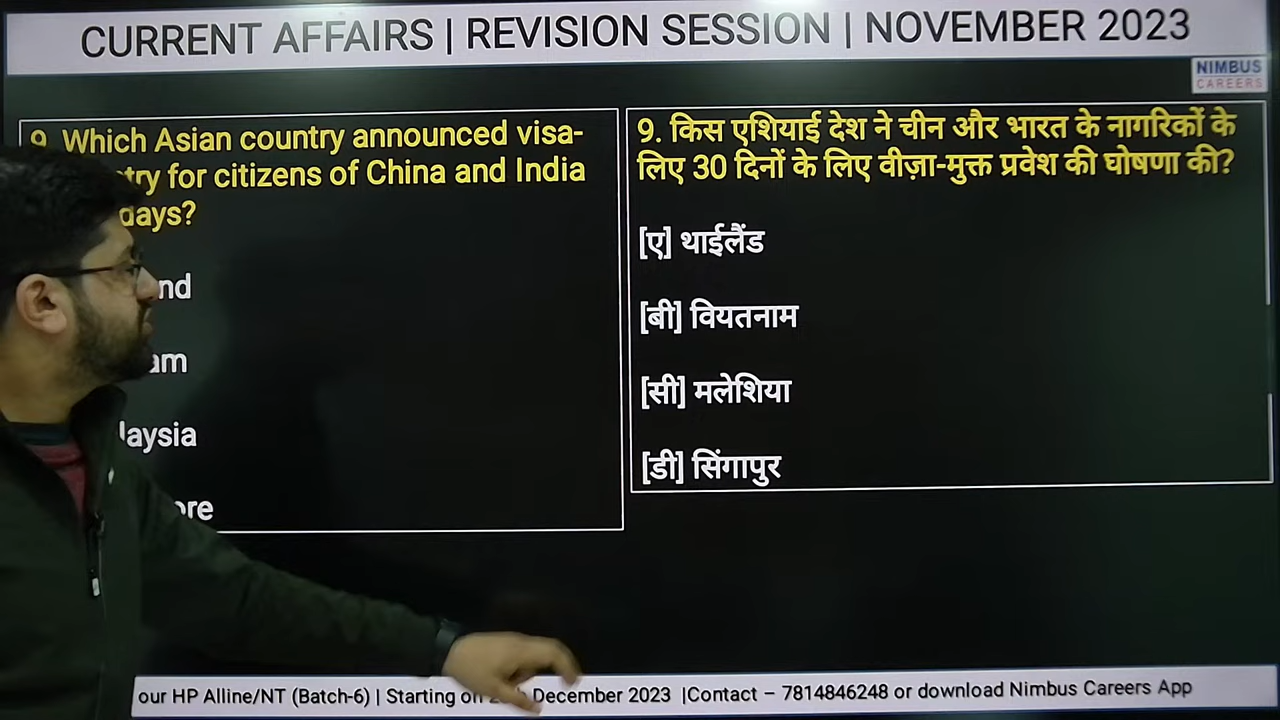 CURRENT AFFAIRS | REVISION SESSION | NOVEMBER 2023
NIMBUS
CAREERS
9. Which Asian country announced visa-
try for citizens of China and India
days?
nd
am
laysia
ore
9. किस एशियाई देश ने चीन और भारत के नागरिकों के
लिए 30 दिनों के लिए वीज़ा-मुक्त प्रवेश की घोषणा की?
[ए] थाईलैंड
[बी] वियतनाम
[सी] मलेशिया
[डी] सिंगापुर
our HP Alline/NT (Batch-6) | Starting on December 2023 |Contact – 7814846248 or download Nimbus Careers App